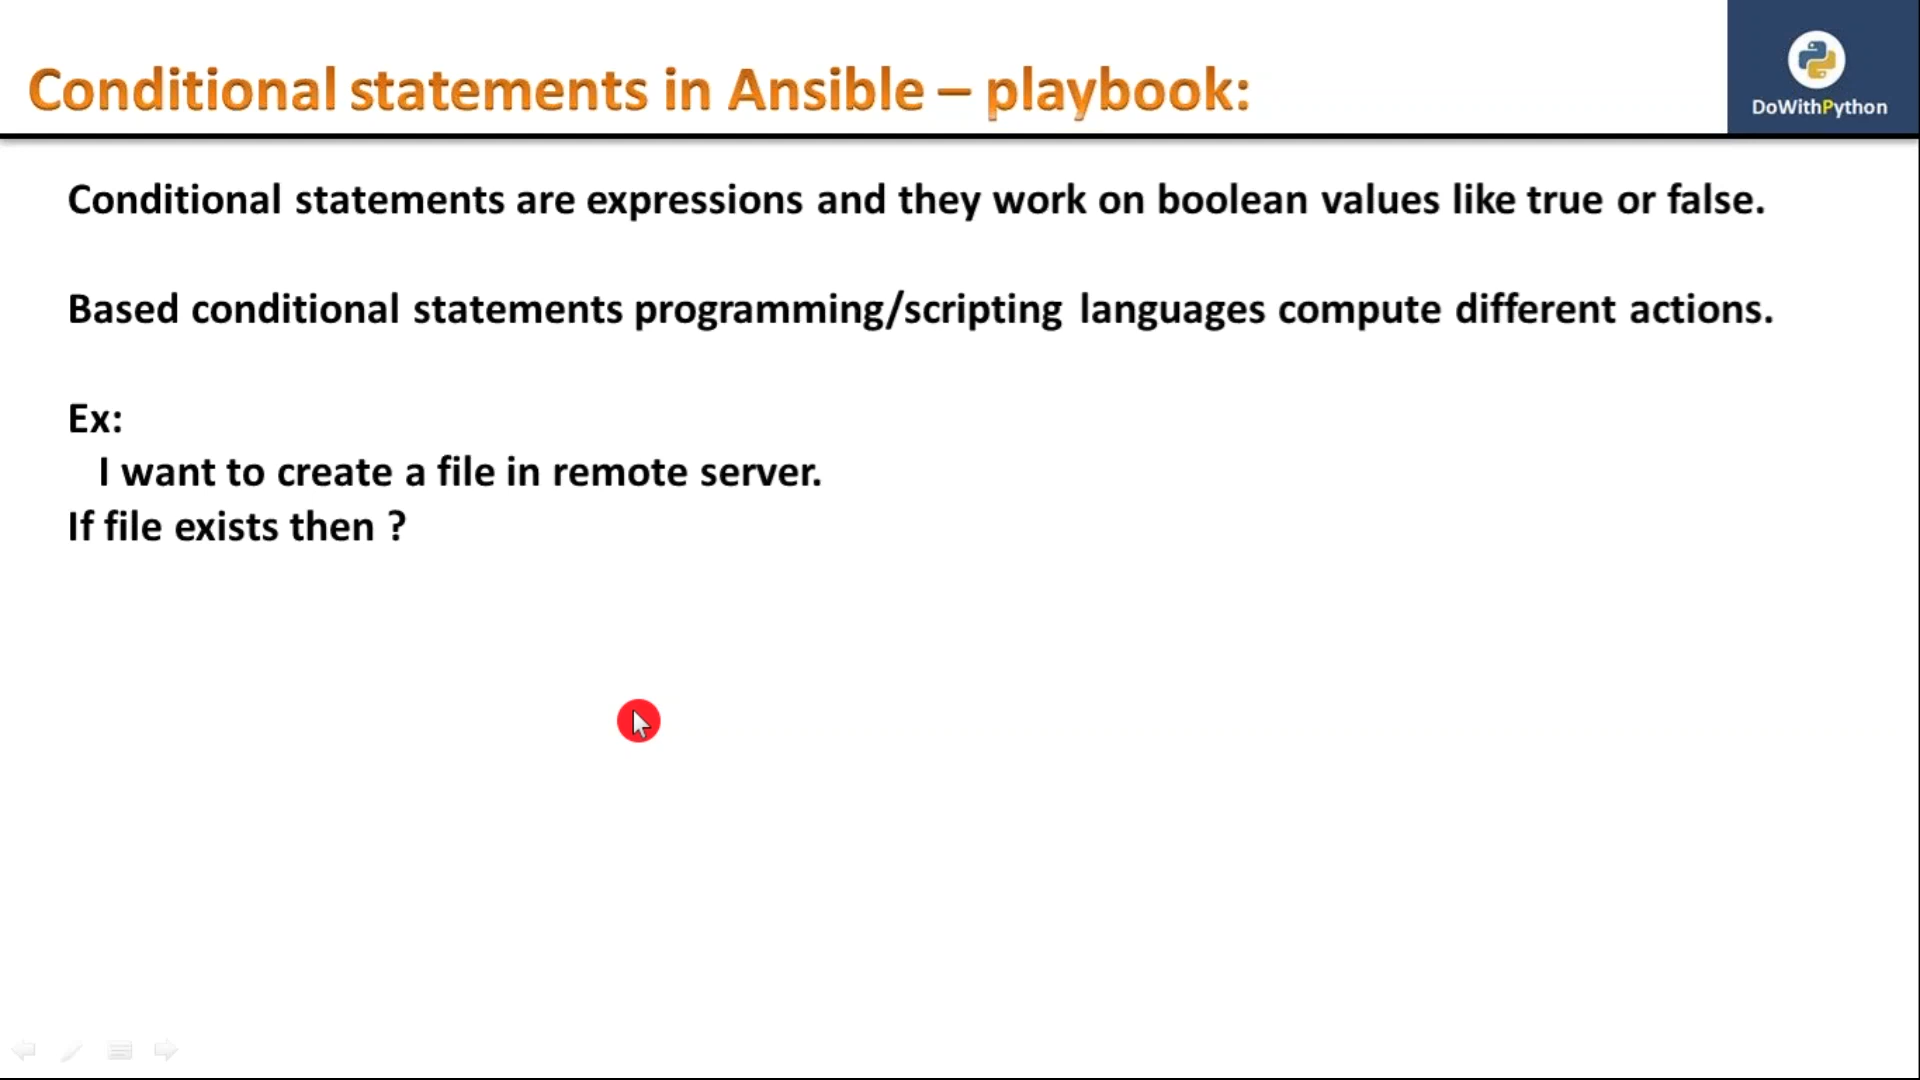 Conditional statements in Ansible – playbook:
DoWithPython
Conditional statements are expressions and they work on boolean values like true or false.
Based conditional statements programming/scripting languages compute different actions.
Ex:
I want to create a file in remote server.
If file exists then ?